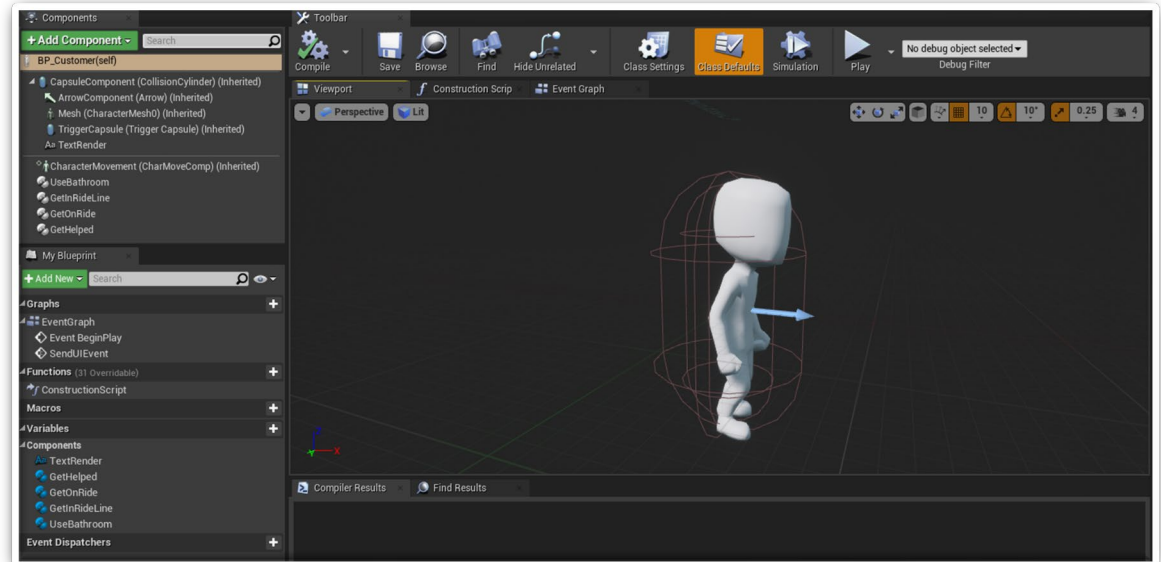 Components
+Add Component
Search
BP_Customer(self)
CapsuleComponent (CollisionCylinder) (Inherited)
ArrowComponent (Arrow) (Inherited)
Mesh (CharacterMesh0) (Inherited)
TriggerCapsule (Trigger Capsule) (Inherited)
Aa TextRender
CharacterMovement (CharMoveComp) (Inherited)
UseBathroom
GetInRideLine
GetOnRide
GetHelped
My Blueprint
+Add New
Search
Graphs
EventGraph
Event BeginPlay
SendUIEvent
Functions (31 Overridable)
ConstructionScript
Macros
Variables
Components
Aa TextRender
GetHelped
GetOnRide
GetInRideLine
UseBathroom
Event Dispatchers
Toolbar
Compile
Save
Browse
Find
Hide Unrelated
Class Settings
Class Defaults
Simulation
Play
No debug object selected
Debug Filter
Viewport
Construction Scrip
Event Graph
Perspective
Lit
10
10°
0.25
4
Z
X
Y
Compiler Results
Find Results